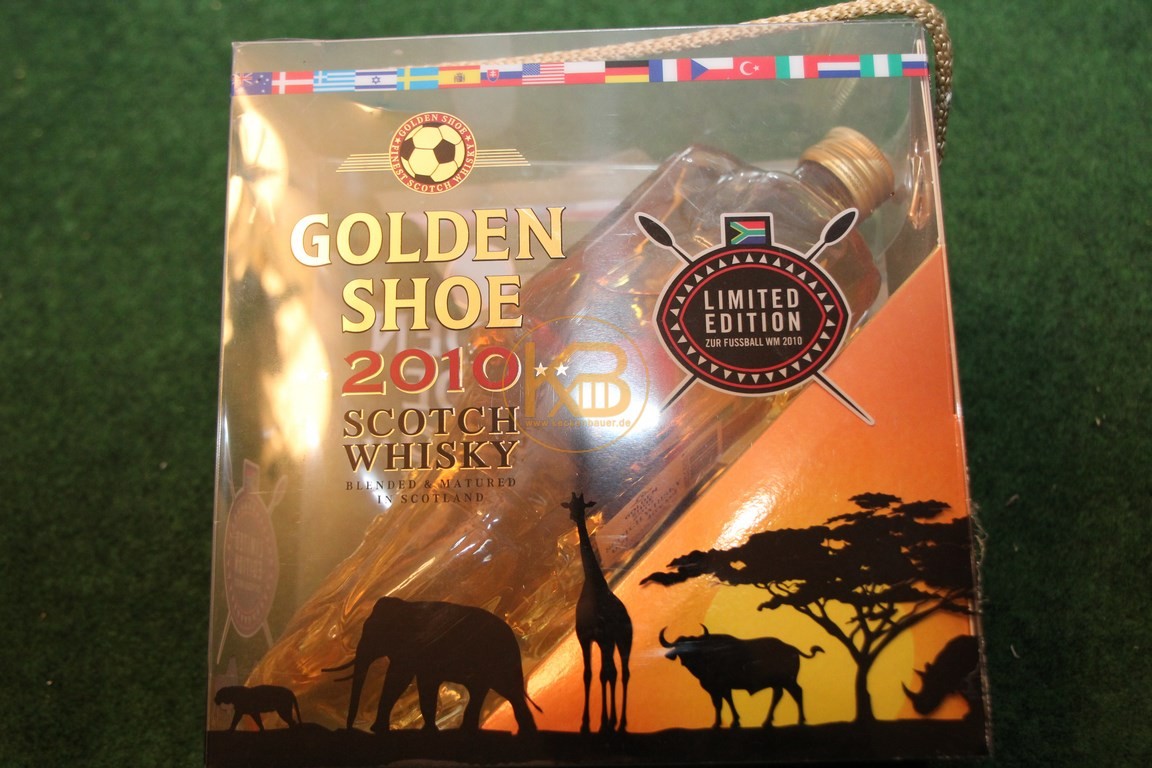 GOLDEN SHOE
FINEST SCOTCH WHISKY
GOLDEN
SHOE
2010
SCOTCH
WHISKY
BLENDED & MATURED
IN SCOTLAND
LIMITED
EDITION
ZUR FUSSBALL WM 2010
KB